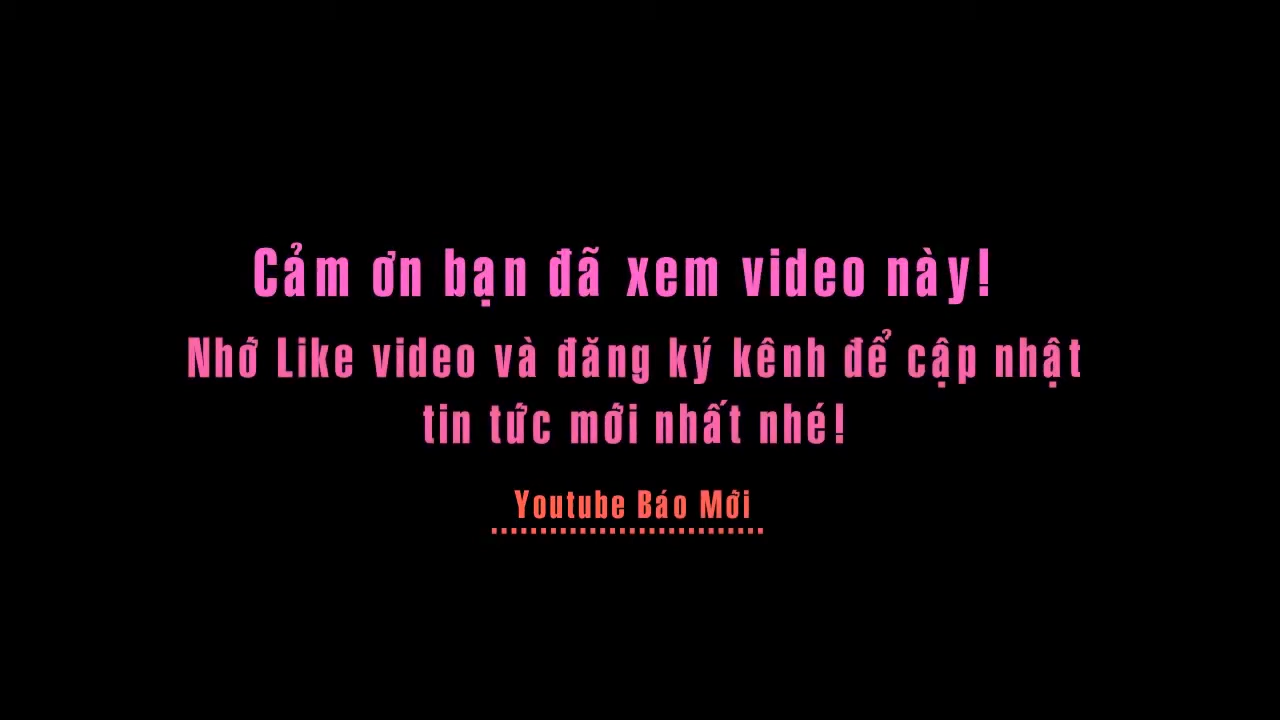 Cảm ơn bạn đã xem video này!
Nhớ Like video và đăng ký kênh để cập nhật
tin tức mới nhất nhé!
Youtube Báo Mới